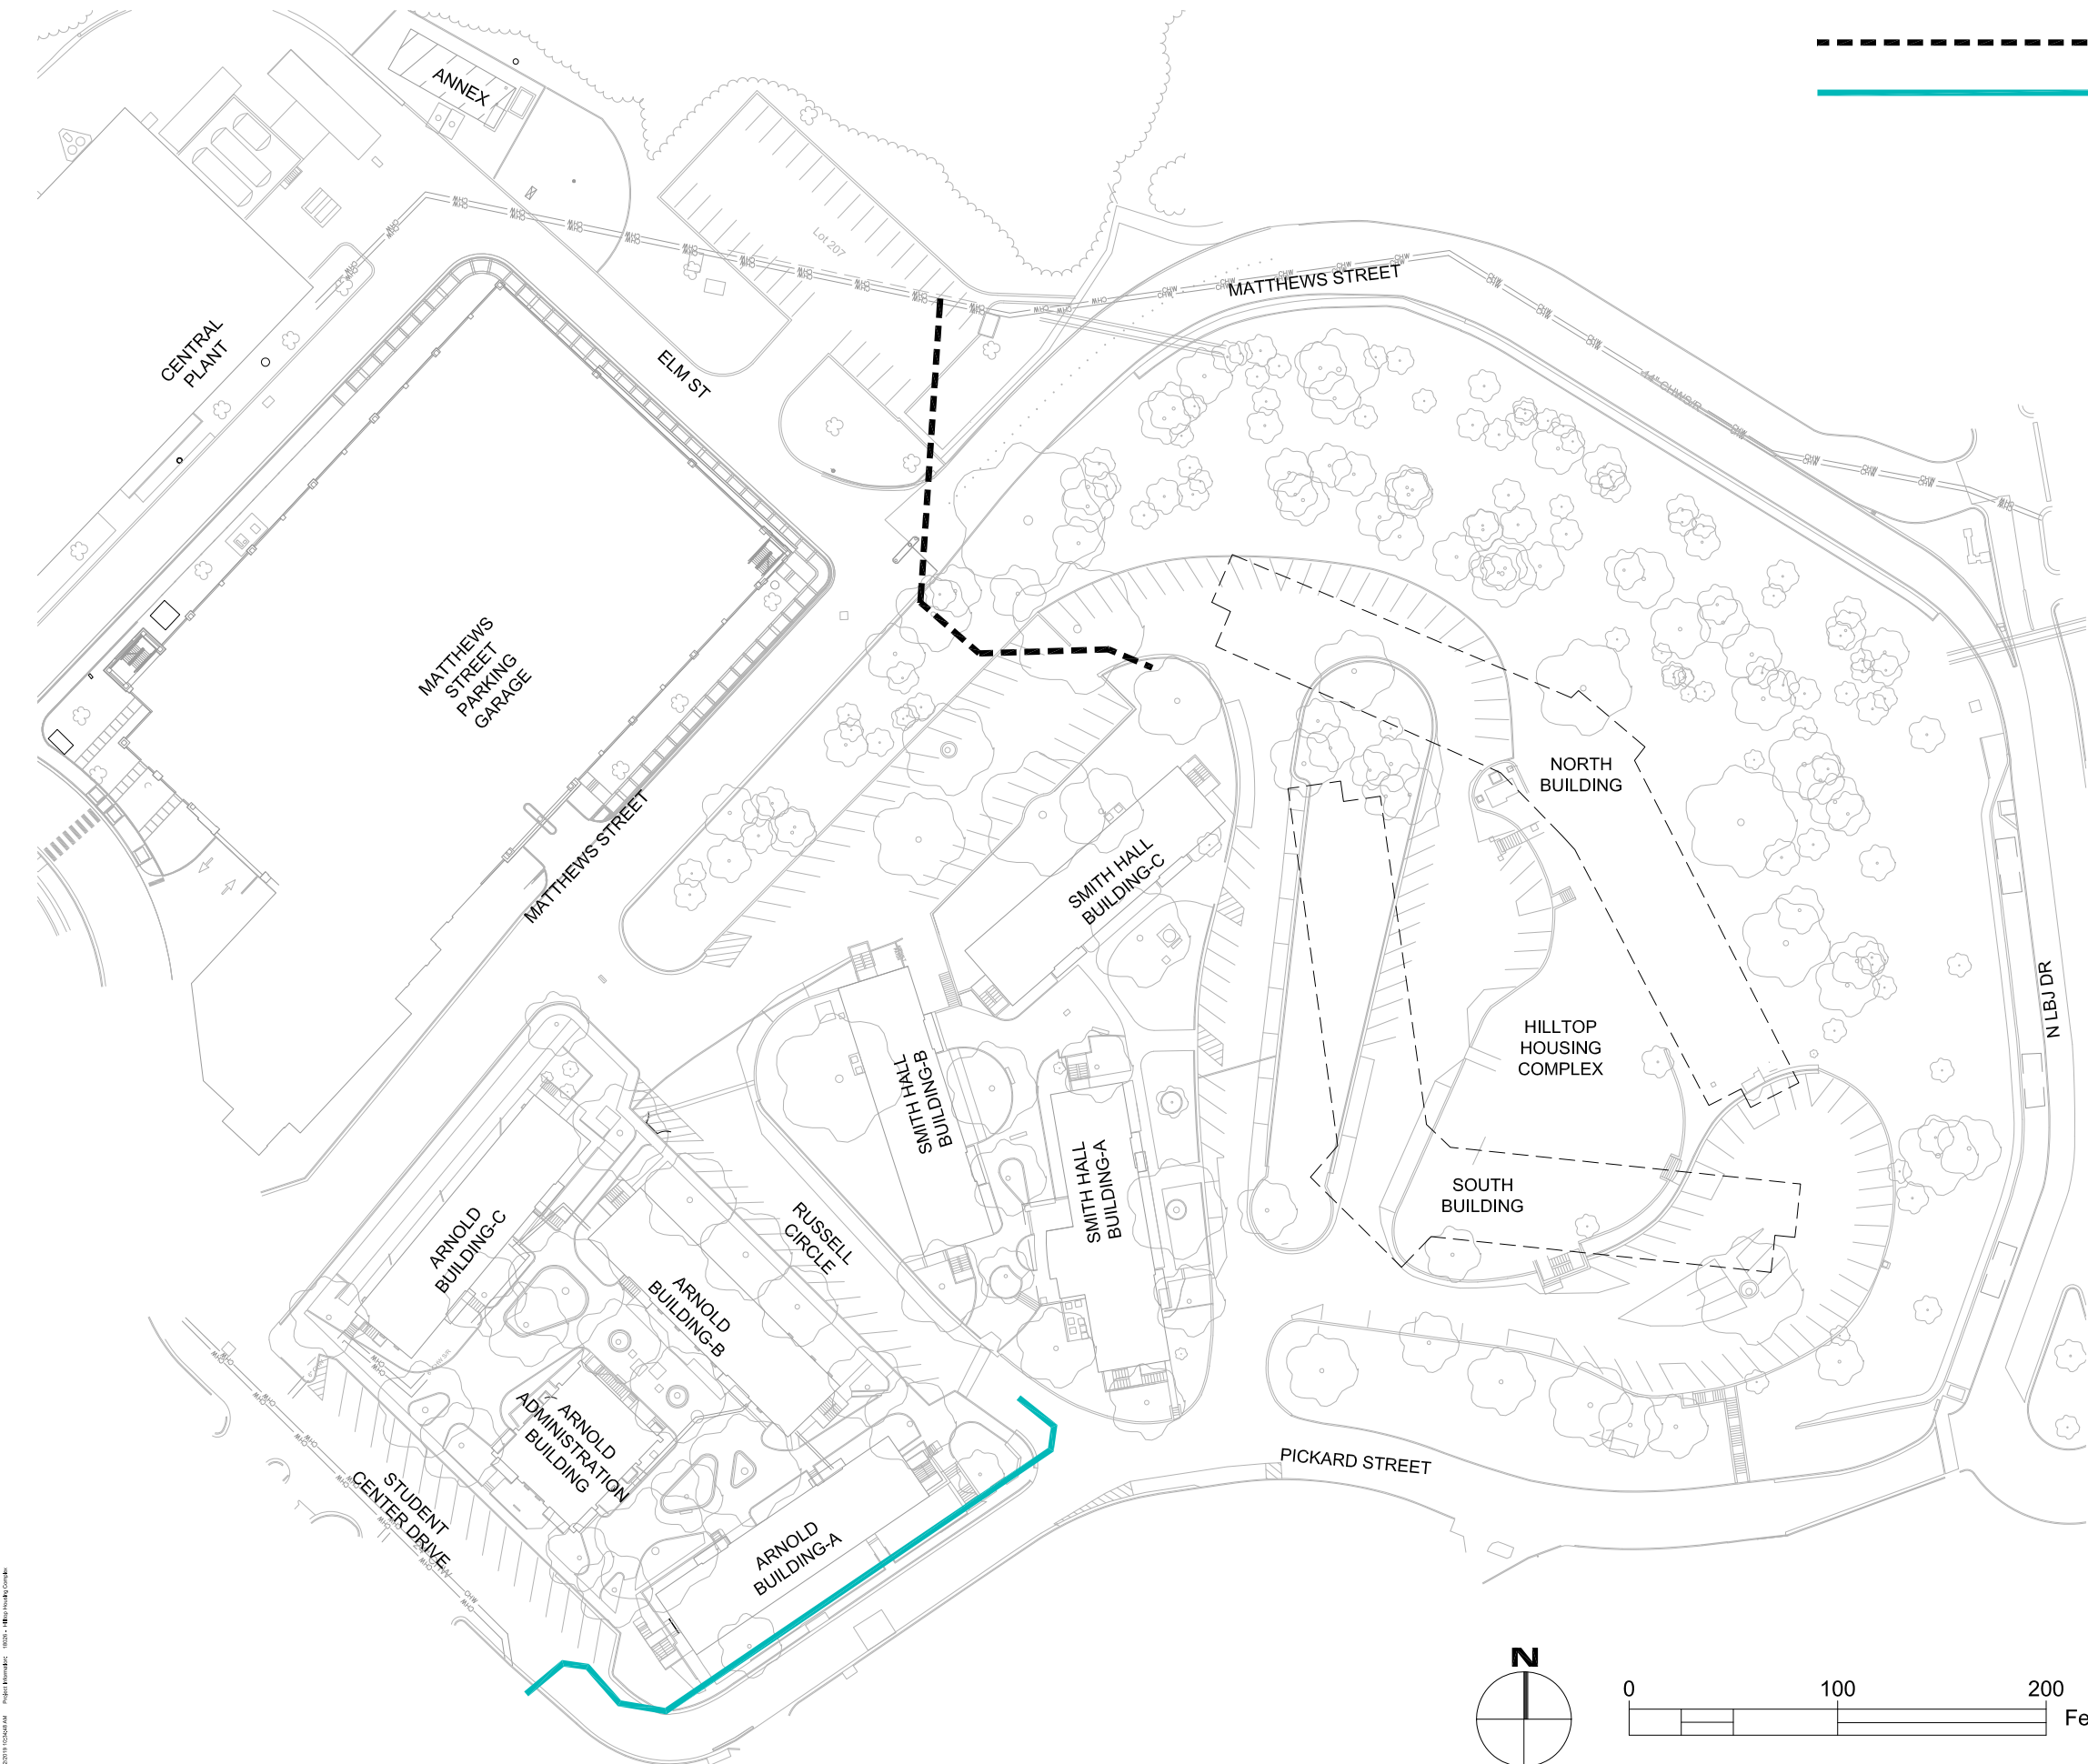 ANNEX
Lot 207
MATTHEWS STREET
CENTRAL
PLANT
ELM ST
MATTHEWS
STREET
PARKING
GARAGE
NORTH
BUILDING
MATTHEWS STREET
SMITH HALL
BUILDING-C
N LBJ DR
HILLTOP
HOUSING
COMPLEX
SMITH HALL
BUILDING-B
SMITH HALL
BUILDING-A
SOUTH
BUILDING
RUSSELL
CIRCLE
ARNOLD
BUILDING-C
ARNOLD
BUILDING-B
ARNOLD
ADMINISTRATION
BUILDING
PICKARD STREET
STUDENT
CENTER DRIVE
ARNOLD
BUILDING-A
N
0 100 200
Fe
CHW